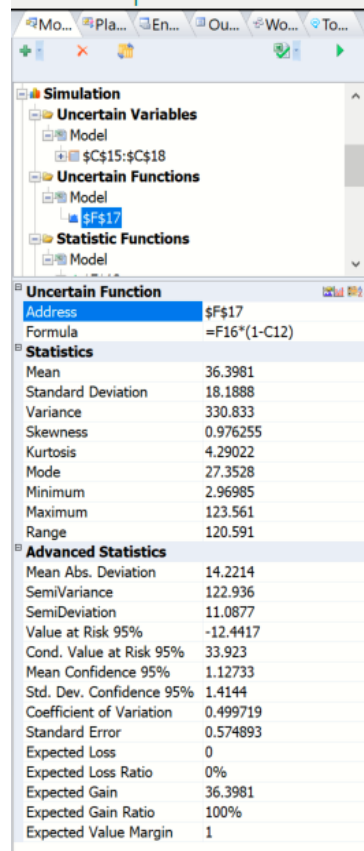 Mo... Pla... En... Ou... Wo... To...
Simulation
Uncertain Variables
Model
$C$15:$C$18
Uncertain Functions
Model
$F$17
Statistic Functions
Model
Uncertain Function
Address $F$17
Formula =F16*(1-C12)
Statistics
Mean 36.3981
Standard Deviation 18.1888
Variance 330.833
Skewness 0.976255
Kurtosis 4.29022
Mode 27.3528
Minimum 2.96985
Maximum 123.561
Range 120.591
Advanced Statistics
Mean Abs. Deviation 14.2214
SemiVariance 122.936
SemiDeviation 11.0877
Value at Risk 95% -12.4417
Cond. Value at Risk 95% 33.923
Mean Confidence 95% 1.12733
Std. Dev. Confidence 95% 1.4144
Coefficient of Variation 0.499719
Standard Error 0.574893
Expected Loss 0
Expected Loss Ratio 0%
Expected Gain 36.3981
Expected Gain Ratio 100%
Expected Value Margin 1